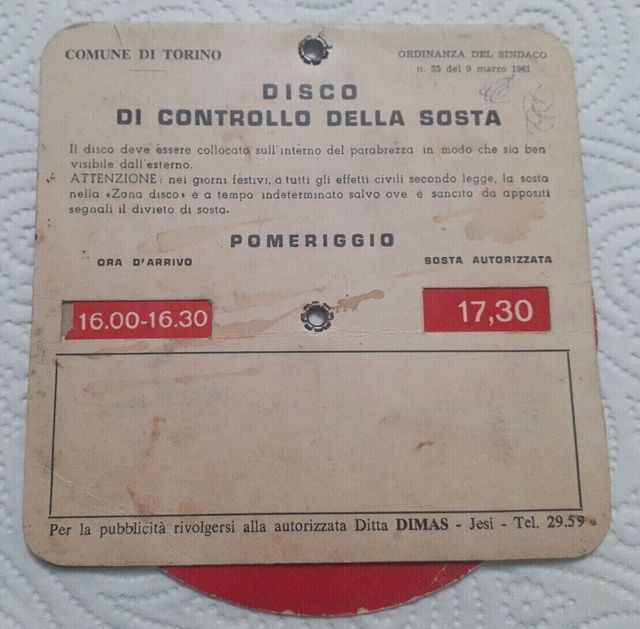 COMUNE DI TORINO
ORDINANZA DEL SINDACO
n. 35 del 9 marzo 1961
DISCO
DI CONTROLLO DELLA SOSTA
Il disco deve essere collocato sull'interno del parabrezza in modo che sia ben
visibile dall'esterno.
ATTENZIONE: nei giorni festivi, a tutti gli effetti civili secondo legge, la sosta
nella «Zona disco» è a tempo indeterminato salvo ove è sancito da appositi
segnali il divieto di sosta.
POMERIGGIO
ORA D'ARRIVO
SOSTA AUTORIZZATA
16.00-16.30
17,30
Per la pubblicità rivolgersi alla autorizzata Ditta DIMAS - Jesi - Tel. 29.59